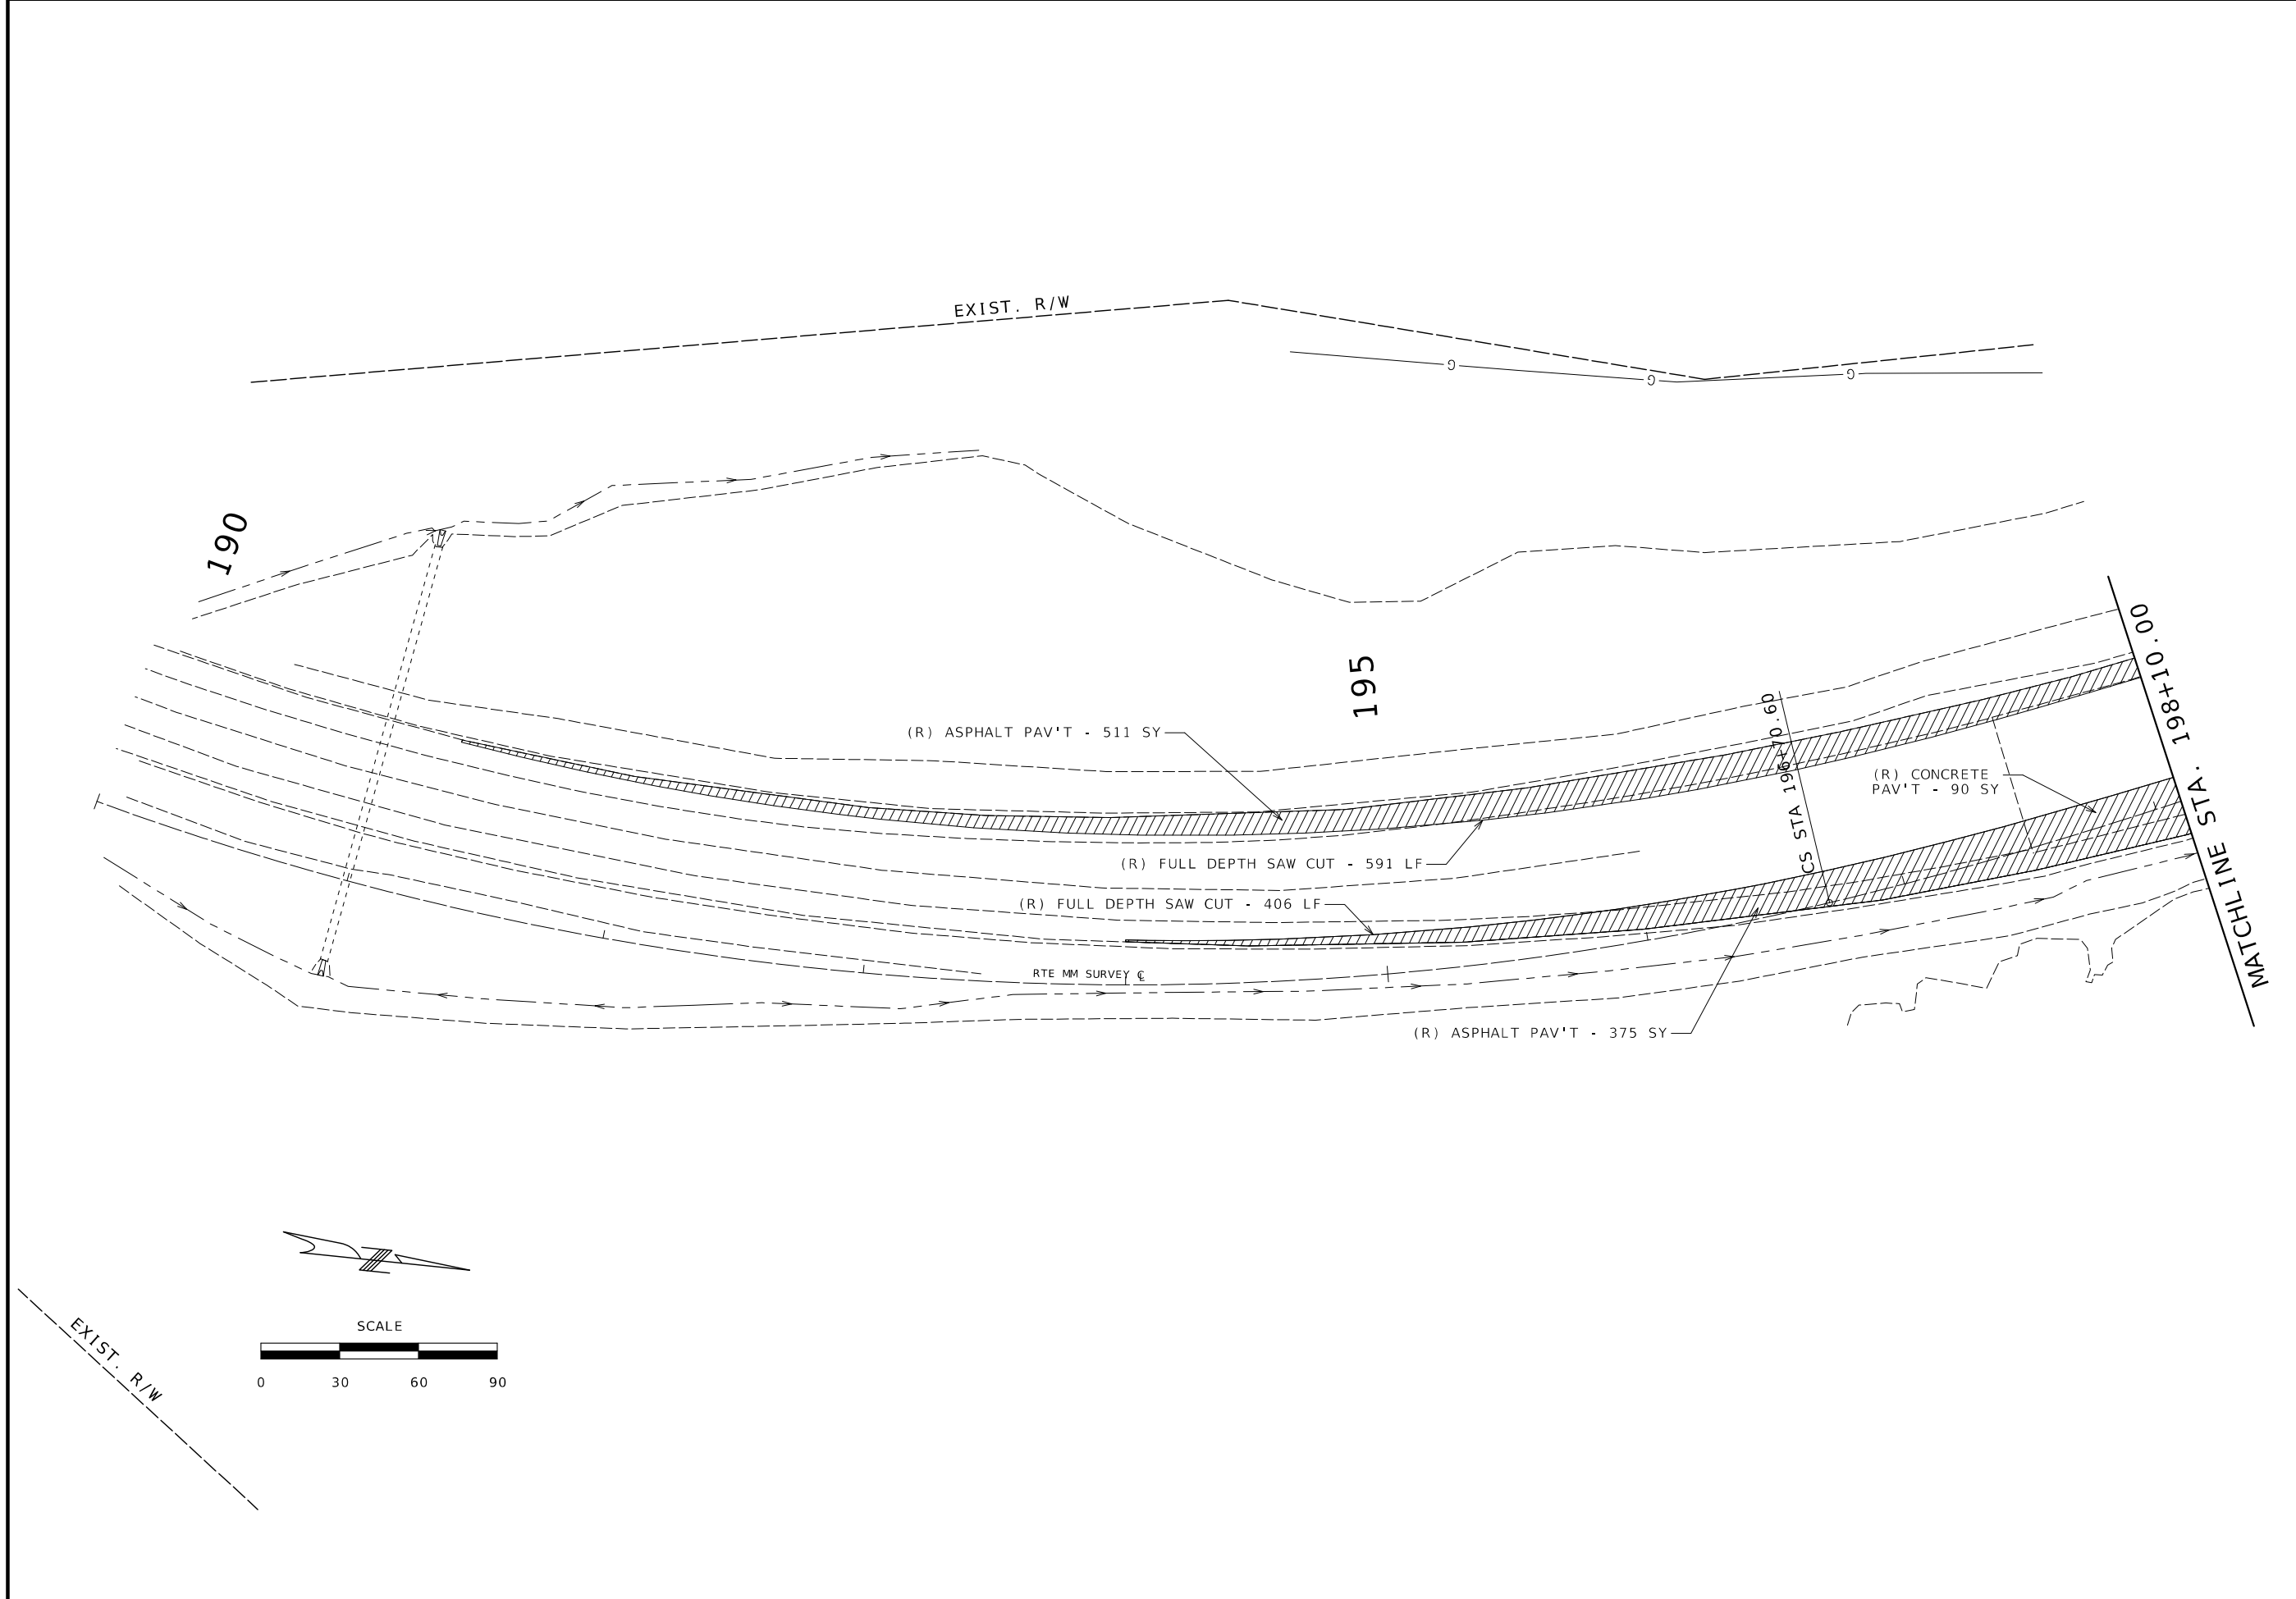 EXIST. R/W
G
G
G
190
195
(R) ASPHALT PAV'T - 511 SY
CS STA 196+70.60
MATCHLINE STA. 198+10.00
(R) CONCRETE
PAV'T - 90 SY
(R) FULL DEPTH SAW CUT - 591 LF
(R) FULL DEPTH SAW CUT - 406 LF
RTE MM SURVEY ℄
(R) ASPHALT PAV'T - 375 SY
EXIST. R/W
SCALE
0 30 60 90